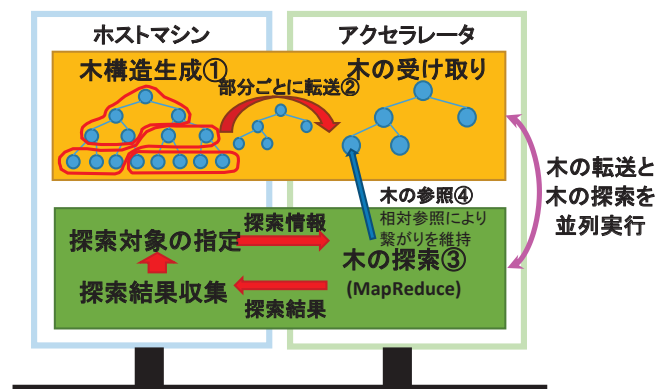 ホストマシン
アクセラレータ
木構造生成①
部分ごとに転送②
木の受け取り
木の転送と
木の探索を
並列実行
木の参照④
相対参照により
繋がりを維持
探索対象の指定
探索情報
木の探索③
(MapReduce)
探索結果収集
探索結果